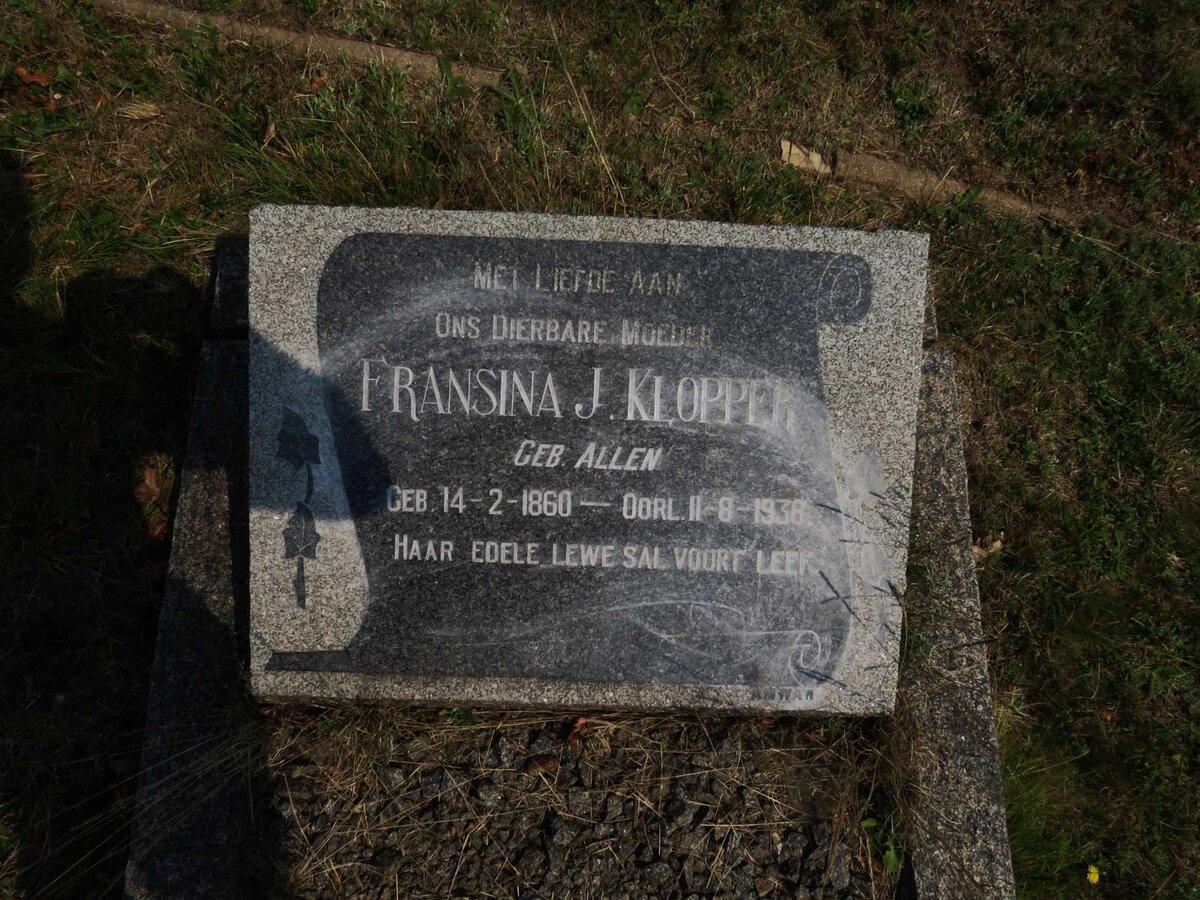 MET LIEFDE AAN
ONS DIERBARE MOEDER
FRANSINA J. KLOPPER
GEB. ALLEN
GEB. 14-2-1860 — OORL. 11-8-1938
HAAR EDELE LEWE SAL VOORT LEEF